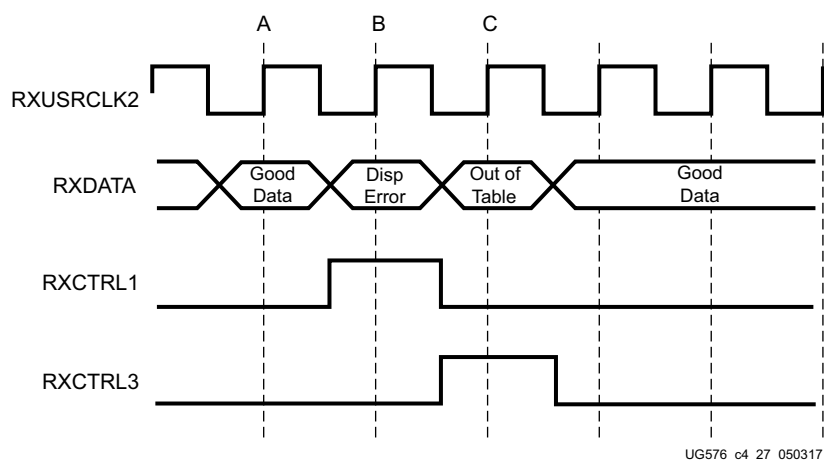 A B C
RXUSRCLK2
RXDATA
Good Disp Out of Good
Data Error Table Data
RXCTRL1
RXCTRL3
UG576_c4_27_050317